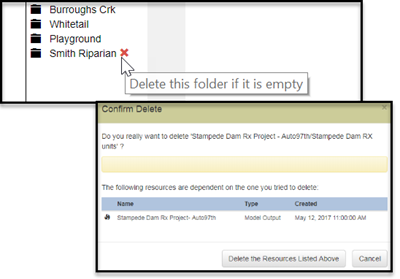 Burroughs Crk
Whitetail
Playground
Smith Riparian
Delete this folder if it is empty
Confirm Delete
Do you really want to delete 'Stampede Dam Rx Project - Auto97th/Stampede Dam RX
units' ?
The following resources are dependent on the one you tried to delete:
Name Type Created
Stampede Dam Rx Project- Auto97th Model Output May 12, 2017 11:00:00 AM
Delete the Resources Listed Above Cancel